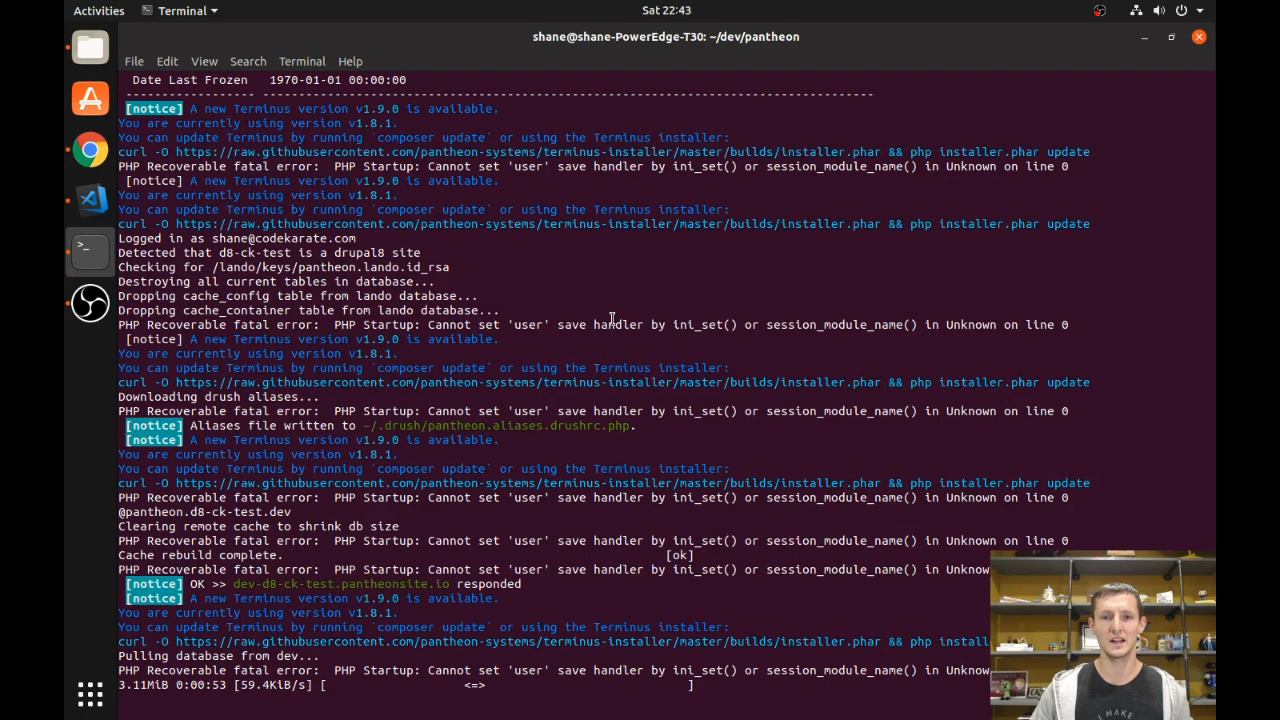 Activities
Terminal
Sat 22:43
shane@shane-PowerEdge-T30: ~/dev/pantheon
File Edit View Search Terminal Help
Date Last Frozen 1970-01-01 00:00:00
------------------ -------------------------------------------------------------------------------------
[notice] A new Terminus version v1.9.0 is available.
You are currently using version v1.8.1.
You can update Terminus by running `composer update` or using the Terminus installer:
curl -O https://raw.githubusercontent.com/pantheon-systems/terminus-installer/master/builds/installer.phar && php installer.phar update
PHP Recoverable fatal error: PHP Startup: Cannot set 'user' save handler by ini_set() or session_module_name() in Unknown on line 0
[notice] A new Terminus version v1.9.0 is available.
You are currently using version v1.8.1.
You can update Terminus by running `composer update` or using the Terminus installer:
curl -O https://raw.githubusercontent.com/pantheon-systems/terminus-installer/master/builds/installer.phar && php installer.phar update
Logged in as shane@codekarate.com
Detected that d8-ck-test is a drupal8 site
Checking for /lando/keys/pantheon.lando.id_rsa
Destroying all current tables in database...
Dropping cache_config table from lando database...
Dropping cache_container table from lando database...
PHP Recoverable fatal error: PHP Startup: Cannot set 'user' save handler by ini_set() or session_module_name() in Unknown on line 0
[notice] A new Terminus version v1.9.0 is available.
You are currently using version v1.8.1.
You can update Terminus by running `composer update` or using the Terminus installer:
curl -O https://raw.githubusercontent.com/pantheon-systems/terminus-installer/master/builds/installer.phar && php installer.phar update
Downloading drush aliases...
PHP Recoverable fatal error: PHP Startup: Cannot set 'user' save handler by ini_set() or session_module_name() in Unknown on line 0
[notice] Aliases file written to ~/.drush/pantheon.aliases.drushrc.php.
[notice] A new Terminus version v1.9.0 is available.
You are currently using version v1.8.1.
You can update Terminus by running `composer update` or using the Terminus installer:
curl -O https://raw.githubusercontent.com/pantheon-systems/terminus-installer/master/builds/installer.phar && php installer.phar update
PHP Recoverable fatal error: PHP Startup: Cannot set 'user' save handler by ini_set() or session_module_name() in Unknown on line 0
@pantheon.d8-ck-test.dev
Clearing remote cache to shrink db size
PHP Recoverable fatal error: PHP Startup: Cannot set 'user' save handler by ini_set() or session_module_name() in Unknown on line 0
Cache rebuild complete. [ok]
PHP Recoverable fatal error: PHP Startup: Cannot set 'user' save handler by ini_set() or session_module_name() in Unknow
[notice] OK >> dev-d8-ck-test.pantheonsite.io responded
[notice] A new Terminus version v1.9.0 is available.
You are currently using version v1.8.1.
You can update Terminus by running `composer update` or using the Terminus installer:
curl -O https://raw.githubusercontent.com/pantheon-systems/terminus-installer/master/builds/installer.phar && php instal
Pulling database from dev...
PHP Recoverable fatal error: PHP Startup: Cannot set 'user' save handler by ini_set() or session_module_name() in Unknow
3.11MiB 0:00:53 [59.4KiB/s] [ <=> ]
I MAKE